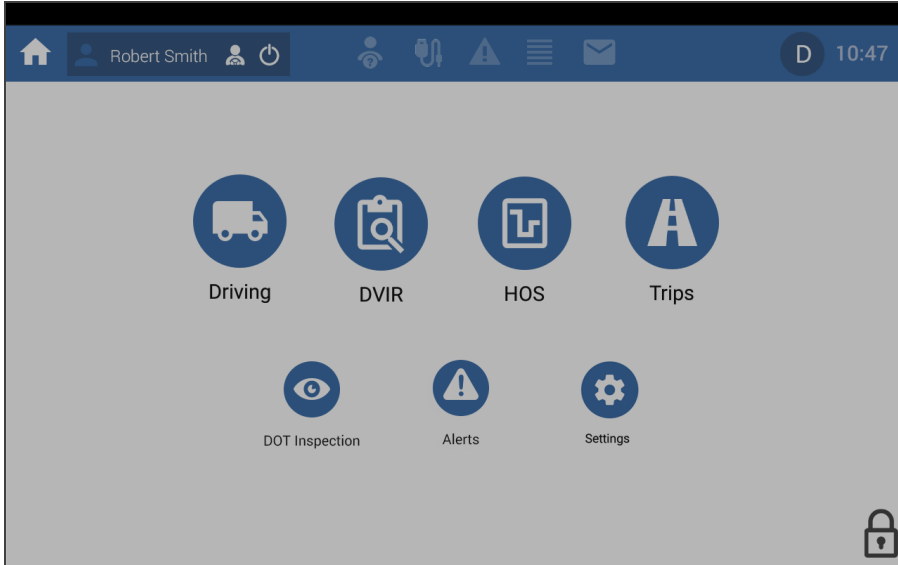 Robert Smith
D 10:47
Driving DVIR HOS Trips
DOT Inspection Alerts Settings